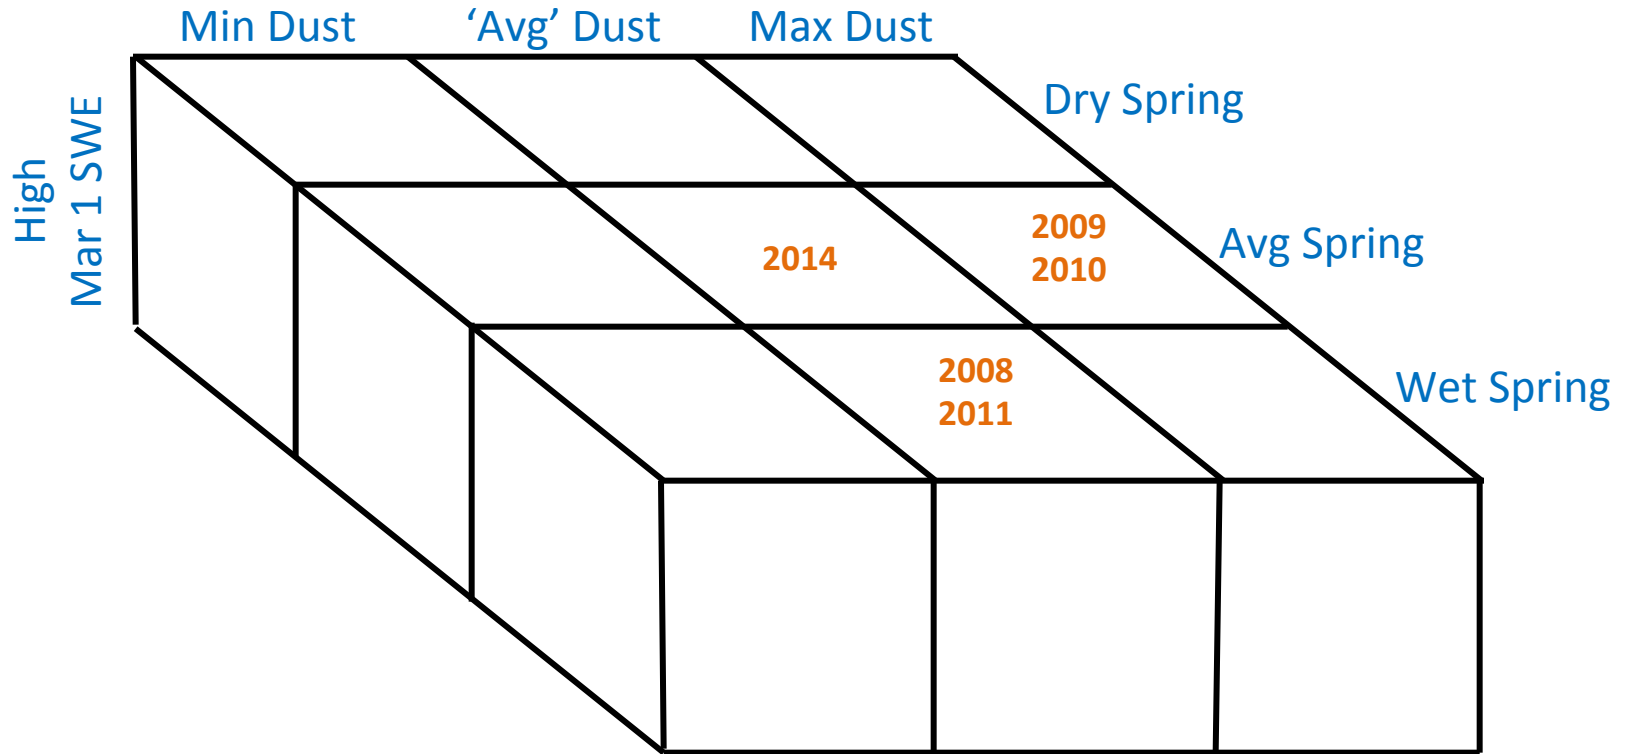 Min Dust
‘Avg’ Dust
Max Dust
Dry Spring
High
Mar 1 SWE
2009
2010
Avg Spring
2014
2008
2011
Wet Spring